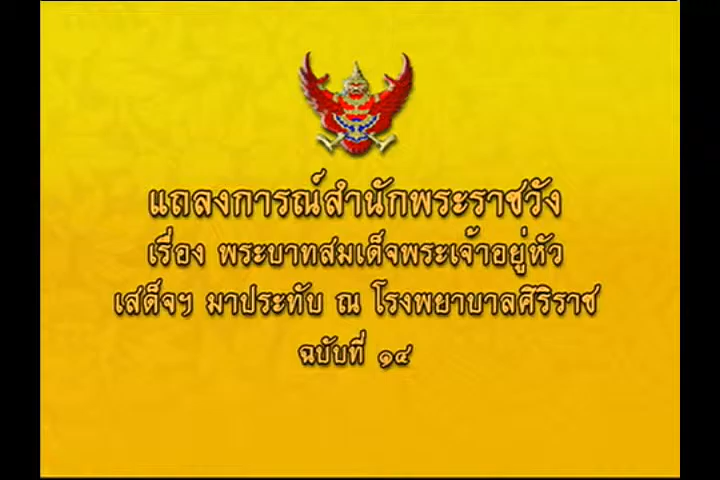 แถลงการณ์สำนักพระราชวัง
เรื่อง พระบาทสมเด็จพระเจ้าอยู่หัว
เสด็จฯ มาประทับ ณ โรงพยาบาลศิริราช
ฉบับที่ ๑๔